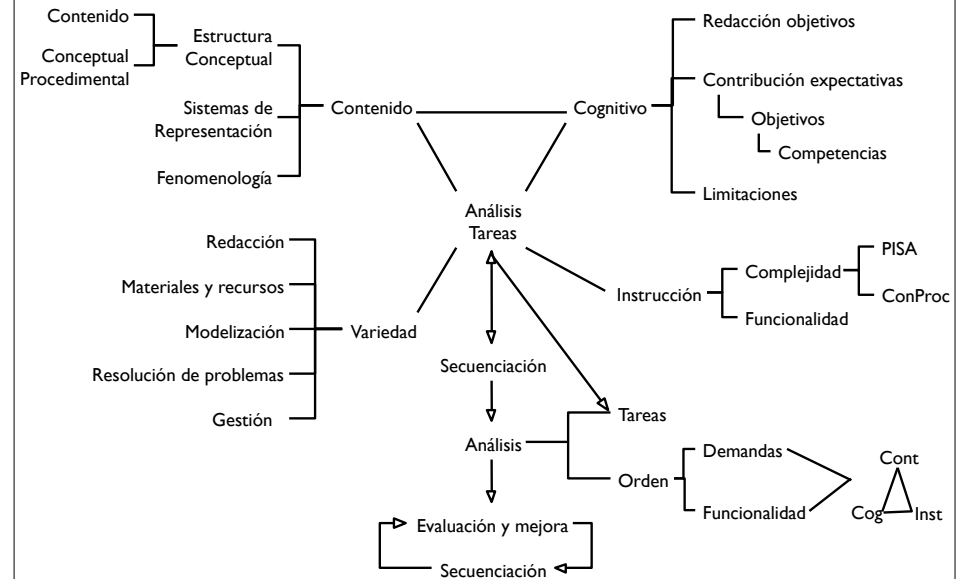 Contenido
Conceptual
Procedimental
Estructura
Conceptual
Sistemas de
Representación
Fenomenología
Contenido
Cognitivo
Redacción objetivos
Contribución expectativas
Objetivos
Competencias
Limitaciones
Análisis
Tareas
Redacción
Materiales y recursos
Modelización
Resolución de problemas
Gestión
Variedad
Instrucción
Complejidad
Funcionalidad
PISA
ConProc
Secuenciación
Análisis
Tareas
Orden
Demandas
Funcionalidad
Cont
Cog
Inst
Evaluación y mejora
Secuenciación